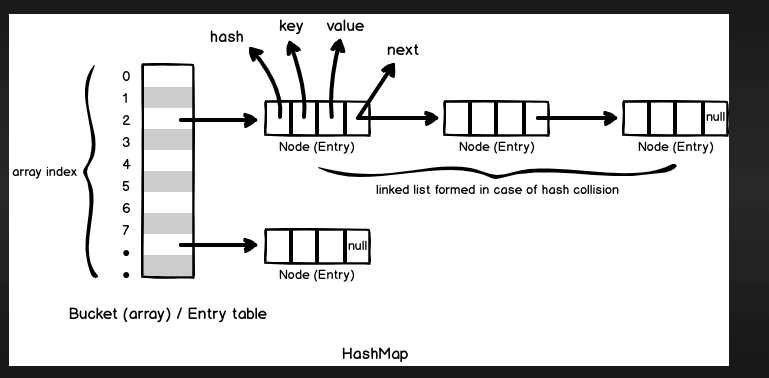 hash
key
value
next
0
1
2
3
4
5
6
7
array index
null
Node (Entry)
Node (Entry)
Node (Entry)
linked list formed in case of hash collision
null
Node (Entry)
Bucket (array) / Entry table
HashMap